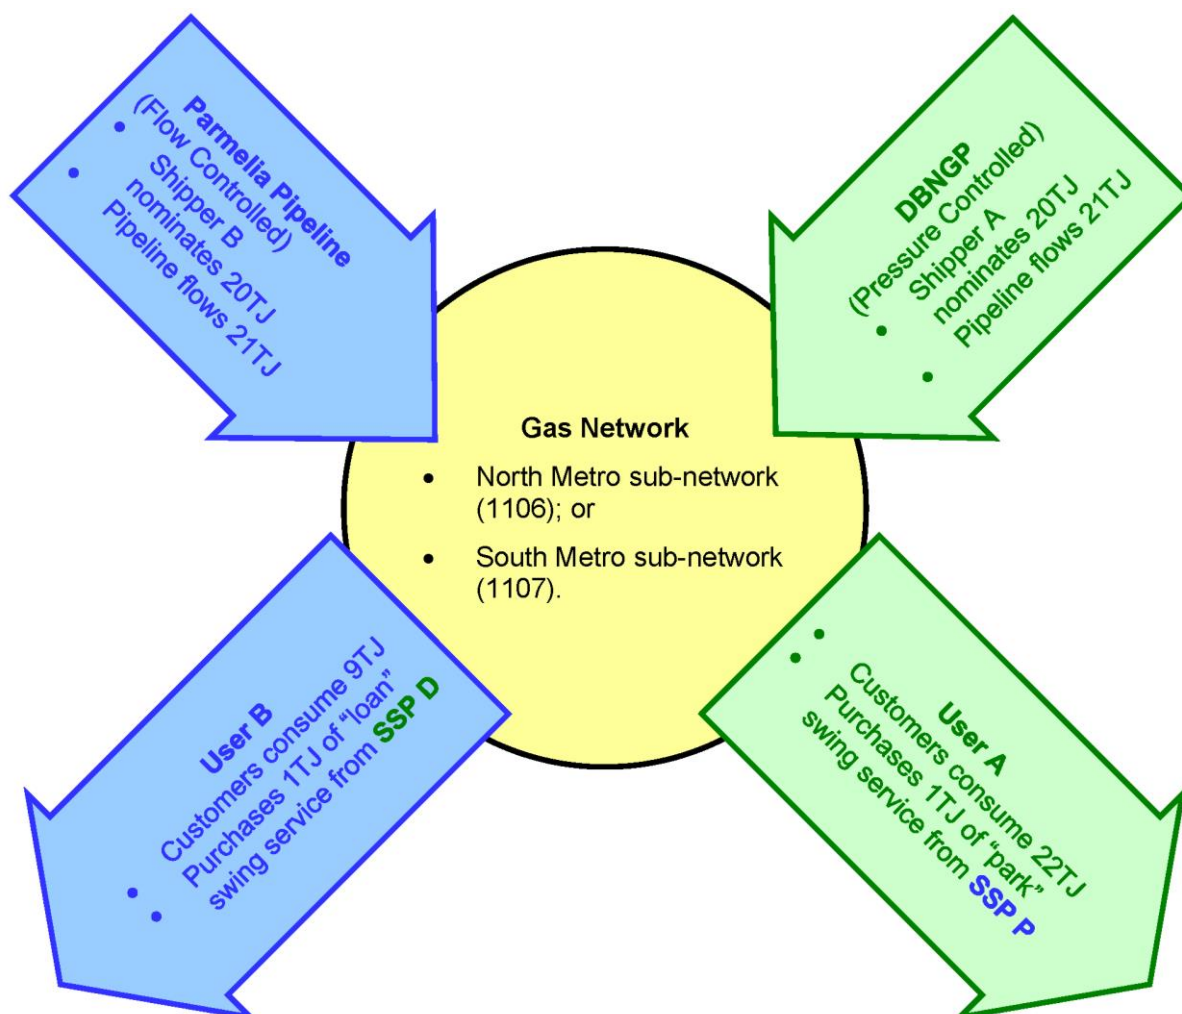 Parmelia Pipeline
(Flow Controlled)
• Shipper B
nominates 20TJ
• Pipeline flows 21TJ
DBNGP
(Pressure Controlled)
• Shipper A
nominates 20TJ
• Pipeline flows 21TJ
Gas Network
• North Metro sub-network
(1106); or
• South Metro sub-network
(1107).
User B
• Customers consume 9TJ
• Purchases 1TJ of "loan"
swing service from SSP D
User A
• Customers consume 22TJ
• Purchases 1TJ of "park"
swing service from SSP P